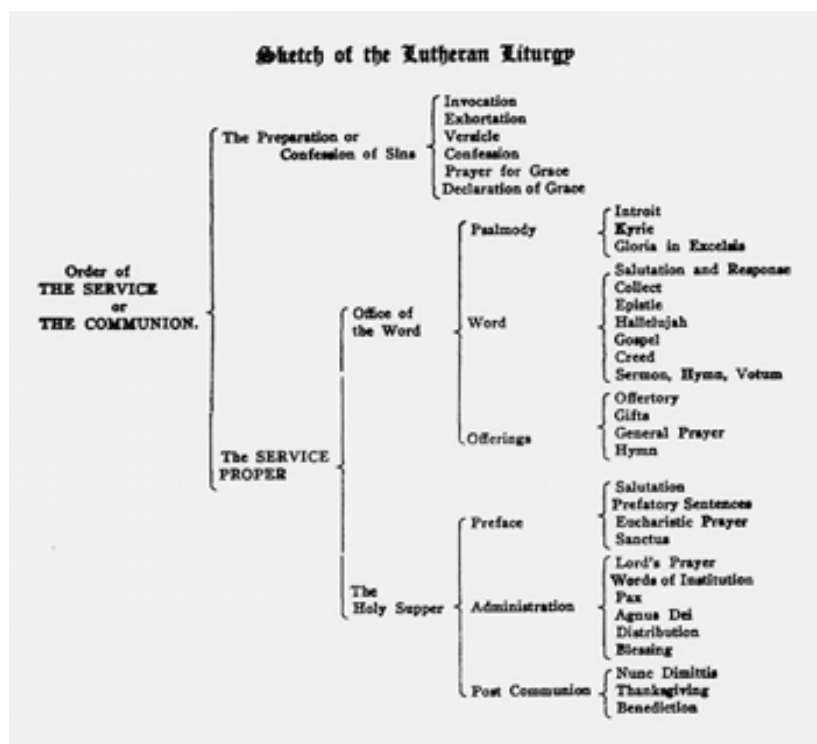 Sketch of the Lutheran Liturgy
Order of
THE SERVICE
or
THE COMMUNION.
The Preparation or
Confession of Sins
Invocation
Exhortation
Versicle
Confession
Prayer for Grace
Declaration of Grace
The SERVICE
PROPER
Office of
the Word
Psalmody
Introit
Kyrie
Gloria in Excelsis
Word
Salutation and Response
Collect
Epistle
Hallelujah
Gospel
Creed
Sermon, Hymn, Votum
Offerings
Offertory
Gifts
General Prayer
Hymn
The
Holy Supper
Preface
Salutation
Prefatory Sentences
Eucharistic Prayer
Sanctus
Administration
Lord's Prayer
Words of Institution
Pax
Agnus Dei
Distribution
Blessing
Post Communion
Nunc Dimittis
Thanksgiving
Benediction